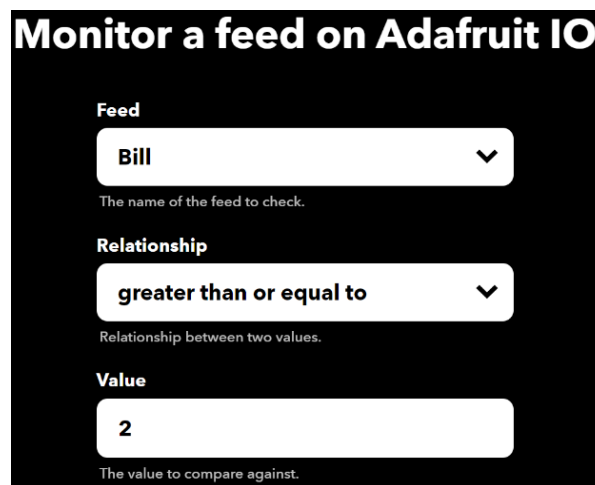 Monitor a feed on Adafruit IO
Feed
Bill
The name of the feed to check.
Relationship
greater than or equal to
Relationship between two values.
Value
2
The value to compare against.